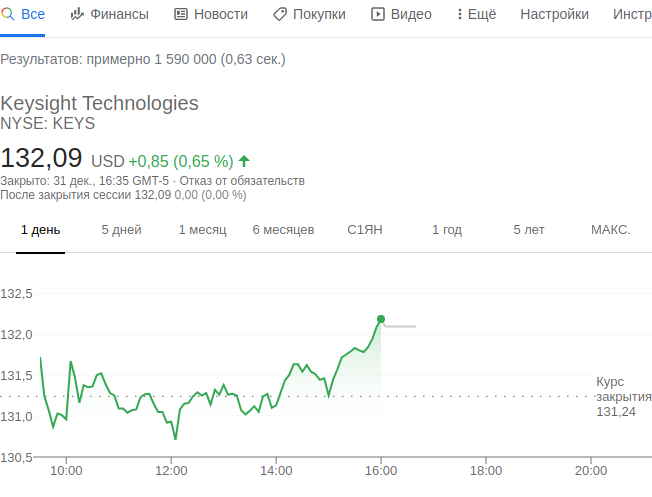 Все Финансы Новости Покупки Видео Ещё Настройки Инстр
Результатов: примерно 1 590 000 (0,63 сек.)
Keysight Technologies
NYSE: KEYS
132,09 USD +0,85 (0,65 %)
Закрыто: 31 дек., 16:35 GMT-5 · Отказ от обязательств
После закрытия сессии 132,09 0,00 (0,00 %)
1 день 5 дней 1 месяц 6 месяцев С1ЯН 1 год 5 лет МАКС.
132,5
132,0
131,5
131,0
130,5
Курс
закрытия
131,24
10:00 12:00 14:00 16:00 18:00 20:00